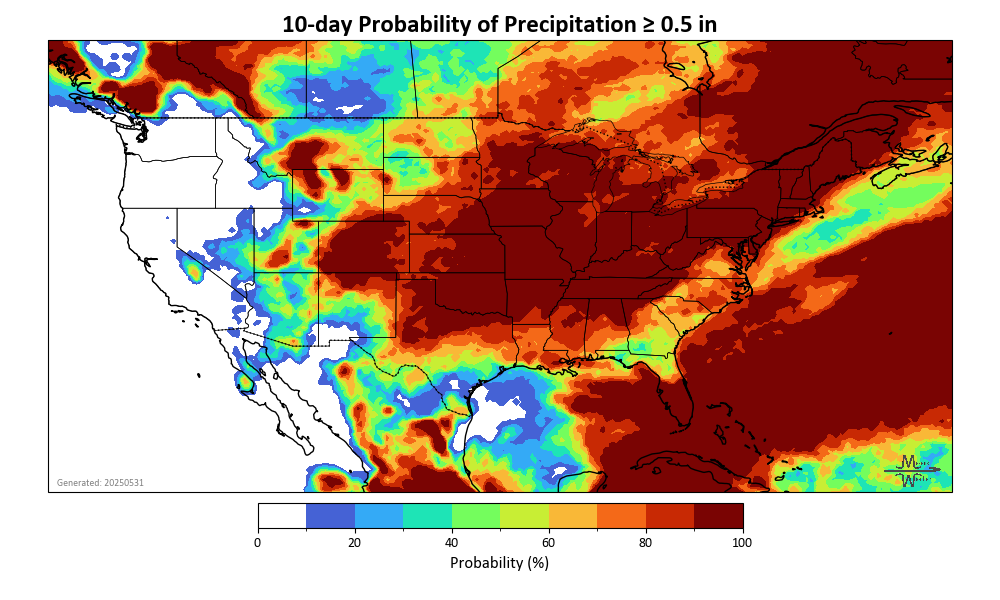 10-day Probability of Precipitation ≥ 0.5 in
Generated: 20250531
0 20 40 60 80 100
Probability (%)